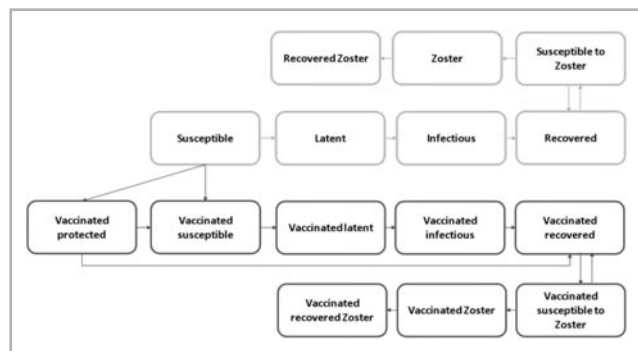 Recovered Zoster
Zoster
Susceptible
to Zoster
Susceptible
Latent
Infectious
Recovered
Vaccinated
protected
Vaccinated
susceptible
Vaccinated latent
Vaccinated
infectious
Vaccinated
recovered
Vaccinated
recovered Zoster
Vaccinated Zoster
Vaccinated
susceptible to
Zoster